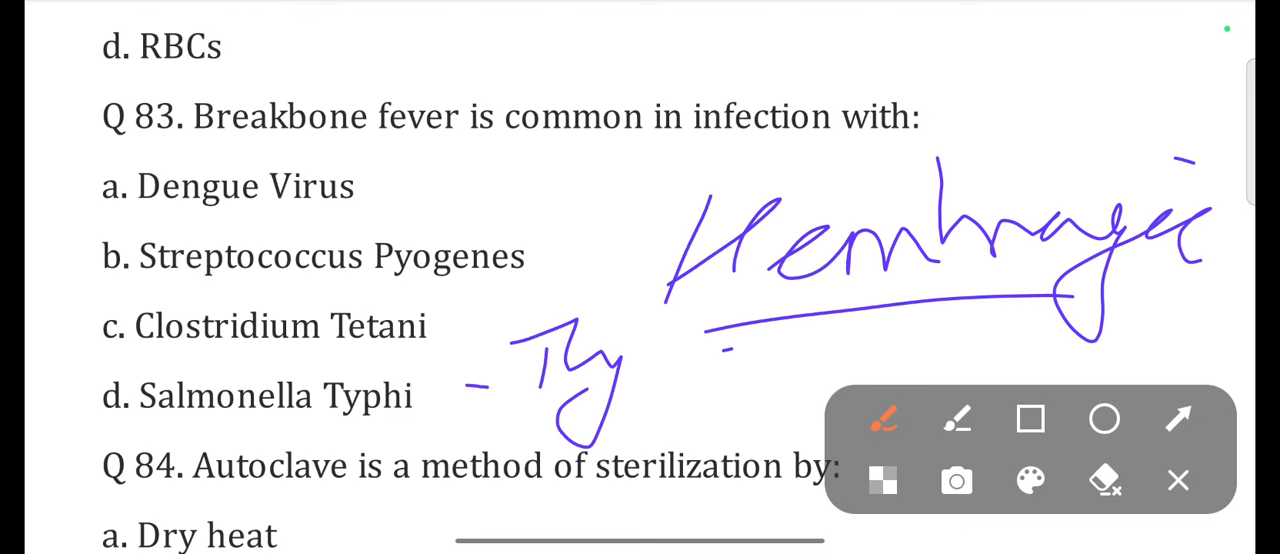 d. RBCs
Q 83. Breakbone fever is common in infection with:
a. Dengue Virus
b. Streptococcus Pyogenes
c. Clostridium Tetani
d. Salmonella Typhi - Ty
Q 84. Autoclave is a method of sterilization by:
a. Dry heat